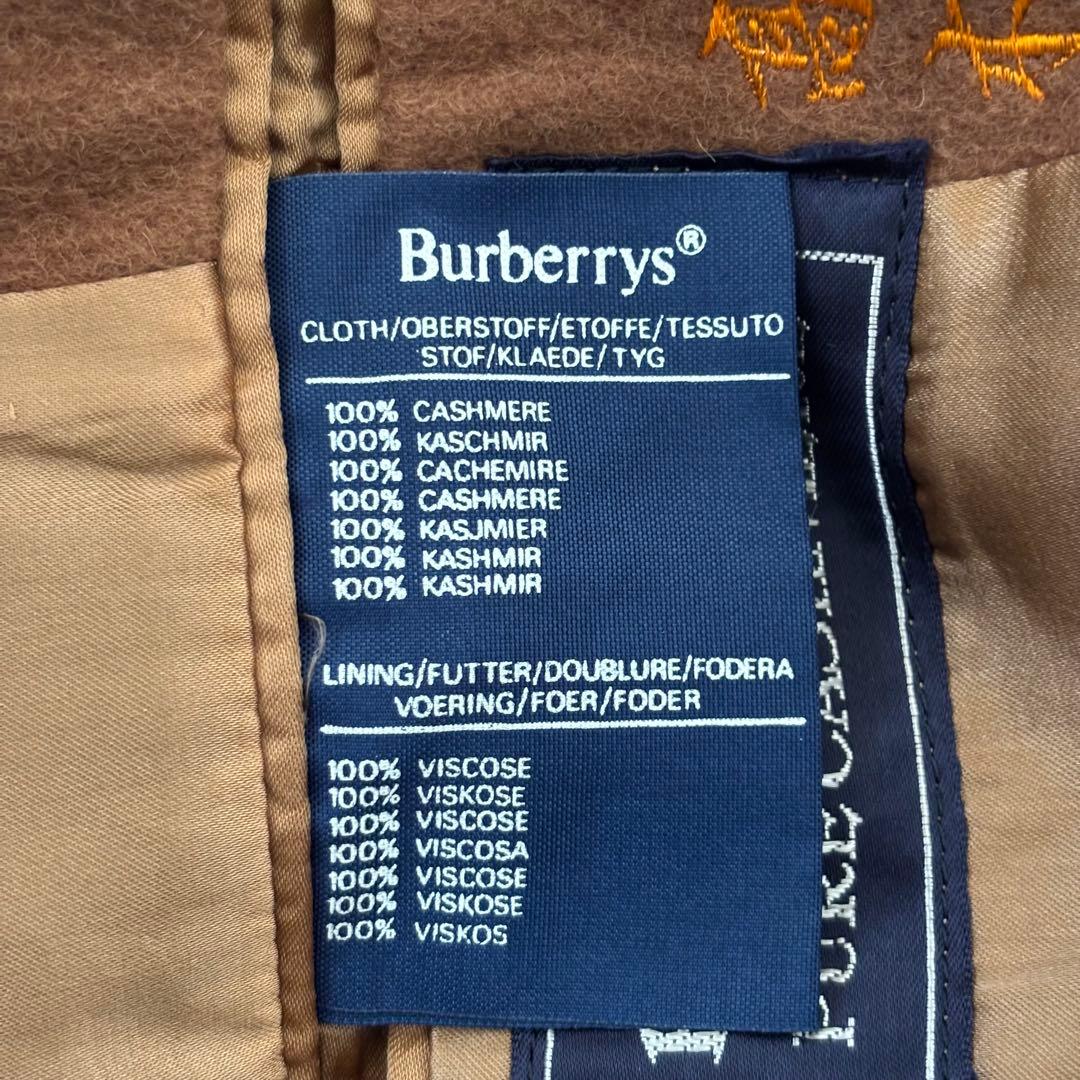 Burberrys®
CLOTH/OBERSTOFF/ETOFFE/TESSUTO
STOF/KLAEDE/TYG
100% CASHMERE
100% KASCHMIR
100% CACHEMIRE
100% CASHMERE
100% KASJMIER
100% KASHMIR
100% KASHMIR
LINING/FUTTER/DOUBLURE/FODERA
VOERING/FOER/FODER
100% VISCOSE
100% VISKOSE
100% VISCOSE
100% VISCOSA
100% VISCOSE
100% VISKOSE
100% VISKOS
PURE CASHMERE